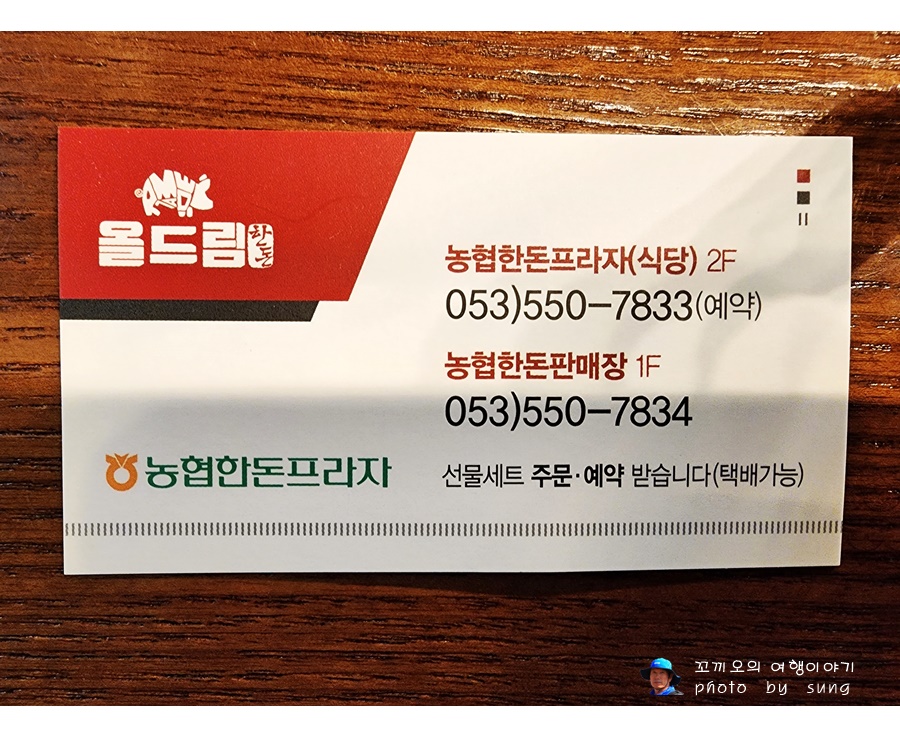 올드림
한돈
농협한돈프라자(식당) 2F
053)550-7833(예약)
농협한돈판매장 1F
053)550-7834
농협한돈프라자
선물세트 주문·예약 받습니다(택배가능)
꼬끼오의 여행이야기
photo by sung